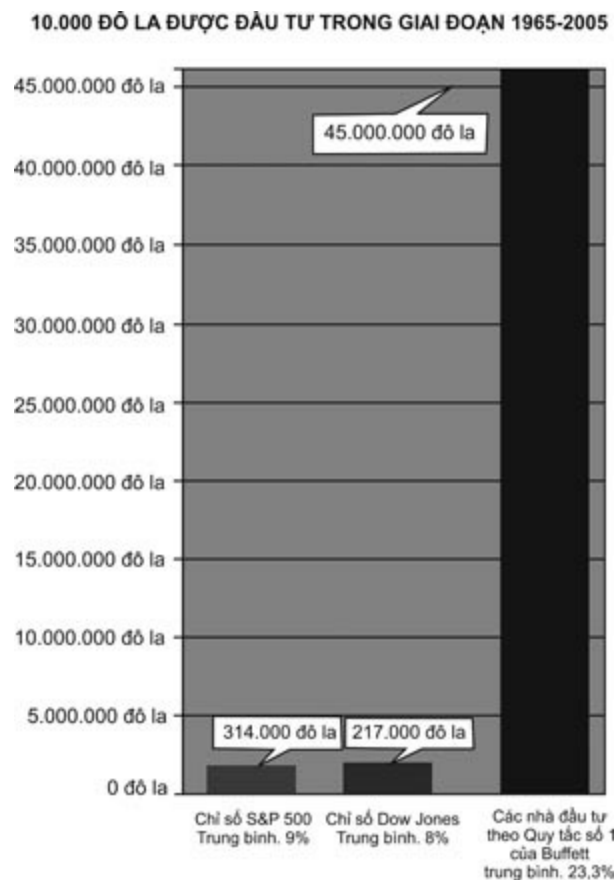 10.000 ĐÔ LA ĐƯỢC ĐẦU TƯ TRONG GIAI ĐOẠN 1965-2005
45.000.000 đô la
45.000.000 đô la
40.000.000 đô la
35.000.000 đô la
30.000.000 đô la
25.000.000 đô la
20.000.000 đô la
15.000.000 đô la
10.000.000 đô la
5.000.000 đô la
314.000 đô la
217.000 đô la
0 đô la
Chỉ số S&P 500
Trung bình. 9%
Chỉ số Dow Jones
Trung bình. 8%
Các nhà đầu tư
theo Quy tắc số 1
của Buffett
trung bình. 23,3%